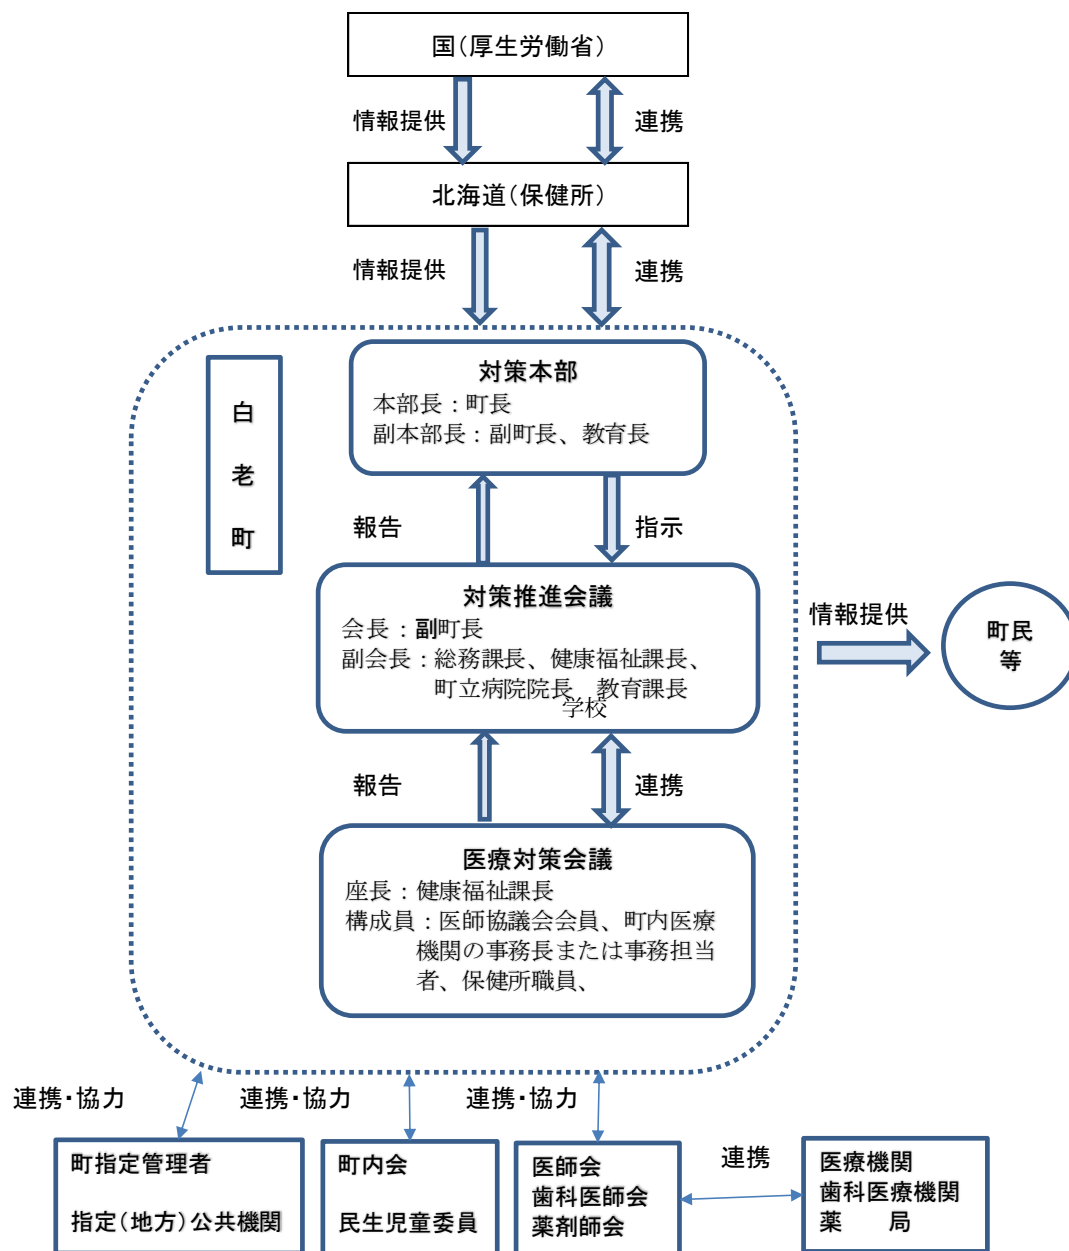 国(厚生労働省)
情報提供
連携
北海道(保健所)
情報提供
連携
白老町
対策本部
本部長：町長
副本部長：副町長、教育長
報告
指示
対策推進会議
会長：副町長
副会長：総務課長、健康福祉課長、
町立病院院長 教育課長
学校
情報提供
町民
等
報告
連携
医療対策会議
座長：健康福祉課長
構成員：医師協議会会員、町内医療
機関の事務長または事務担当
者、保健所職員、
連携・協力
連携・協力
連携・協力
町指定管理者
指定(地方)公共機関
町内会
民生児童委員
医師会
歯科医師会
薬剤師会
連携
医療機関
歯科医療機関
薬　　局